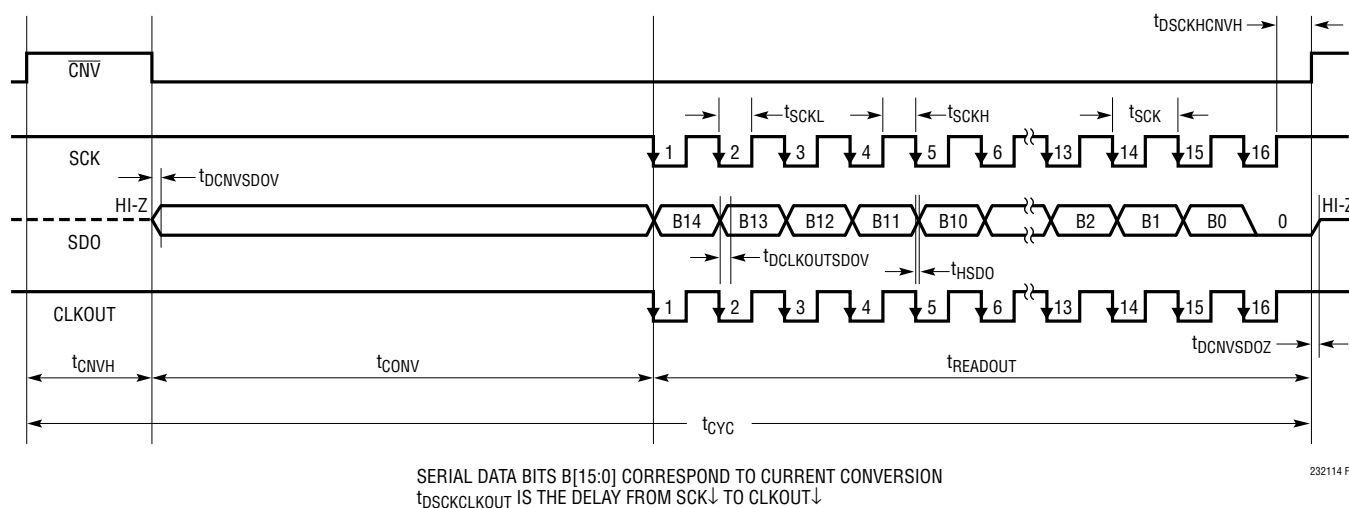 tDSCKHCNVH
CNV
tSCKL
tSCKH
tSCK
SCK
1 2 3 4 5 6 13 14 15 16
tDCNVSDOV
HI-Z
HI-Z
SDO
B14 B13 B12 B11 B10 B2 B1 B0 0
tDCLKOUTSDOV
tHSDO
CLKOUT
1 2 3 4 5 6 13 14 15 16
tDCNVSDOZ
tCNVH
tCONV
tREADOUT
tCYC
SERIAL DATA BITS B[15:0] CORRESPOND TO CURRENT CONVERSION
tDSCKCLKOUT IS THE DELAY FROM SCK↓ TO CLKOUT↓
232114 F